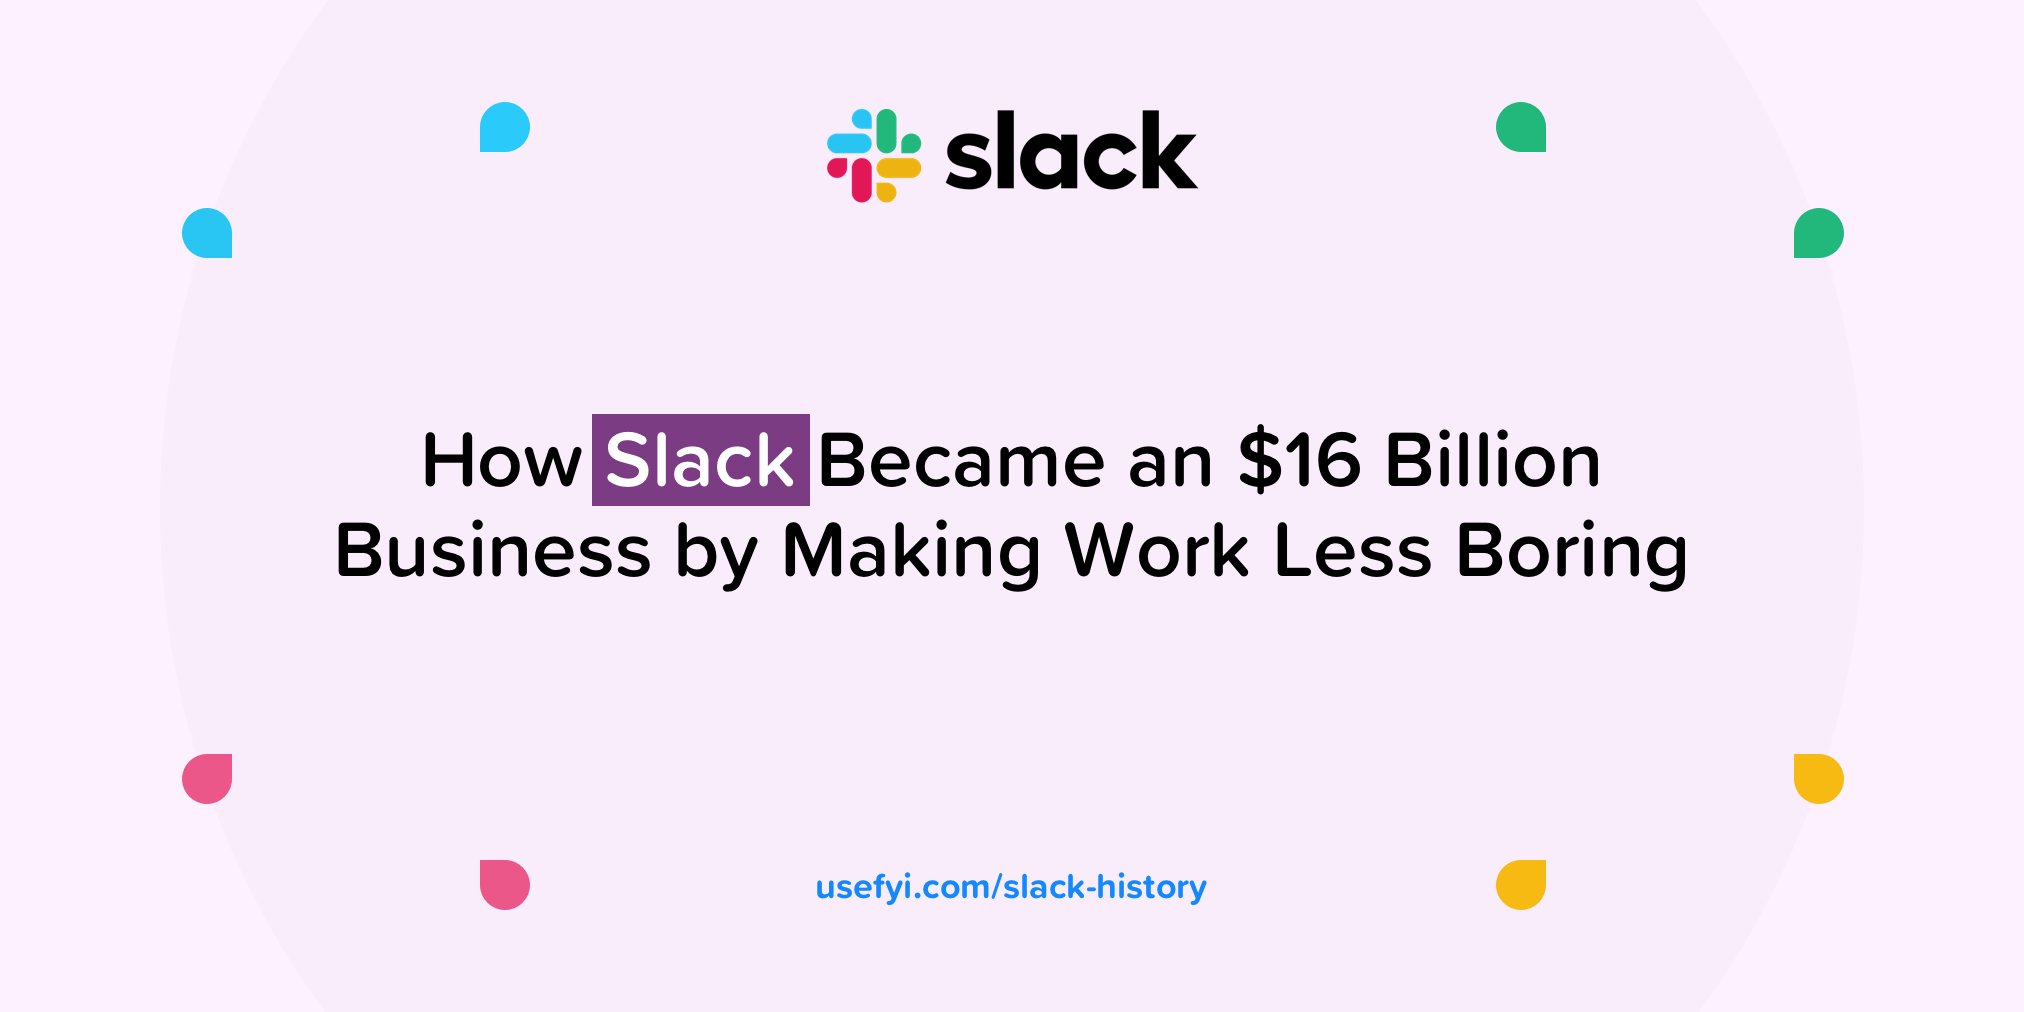 slack
How Slack Became an $16 Billion
Business by Making Work Less Boring
usefyi.com/slack-history